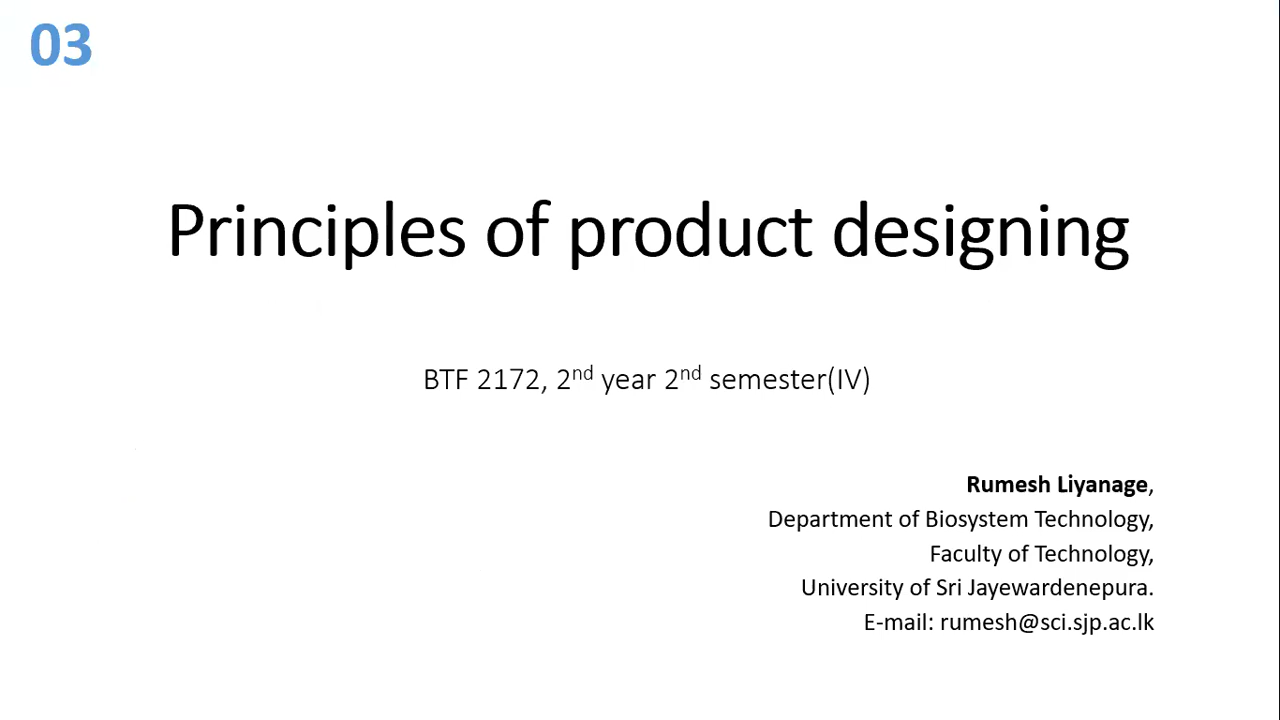 03
Principles of product designing
BTF 2172, 2nd year 2nd semester(IV)
Rumesh Liyanage,
Department of Biosystem Technology,
Faculty of Technology,
University of Sri Jayewardenepura.
E-mail: rumesh@sci.sjp.ac.lk